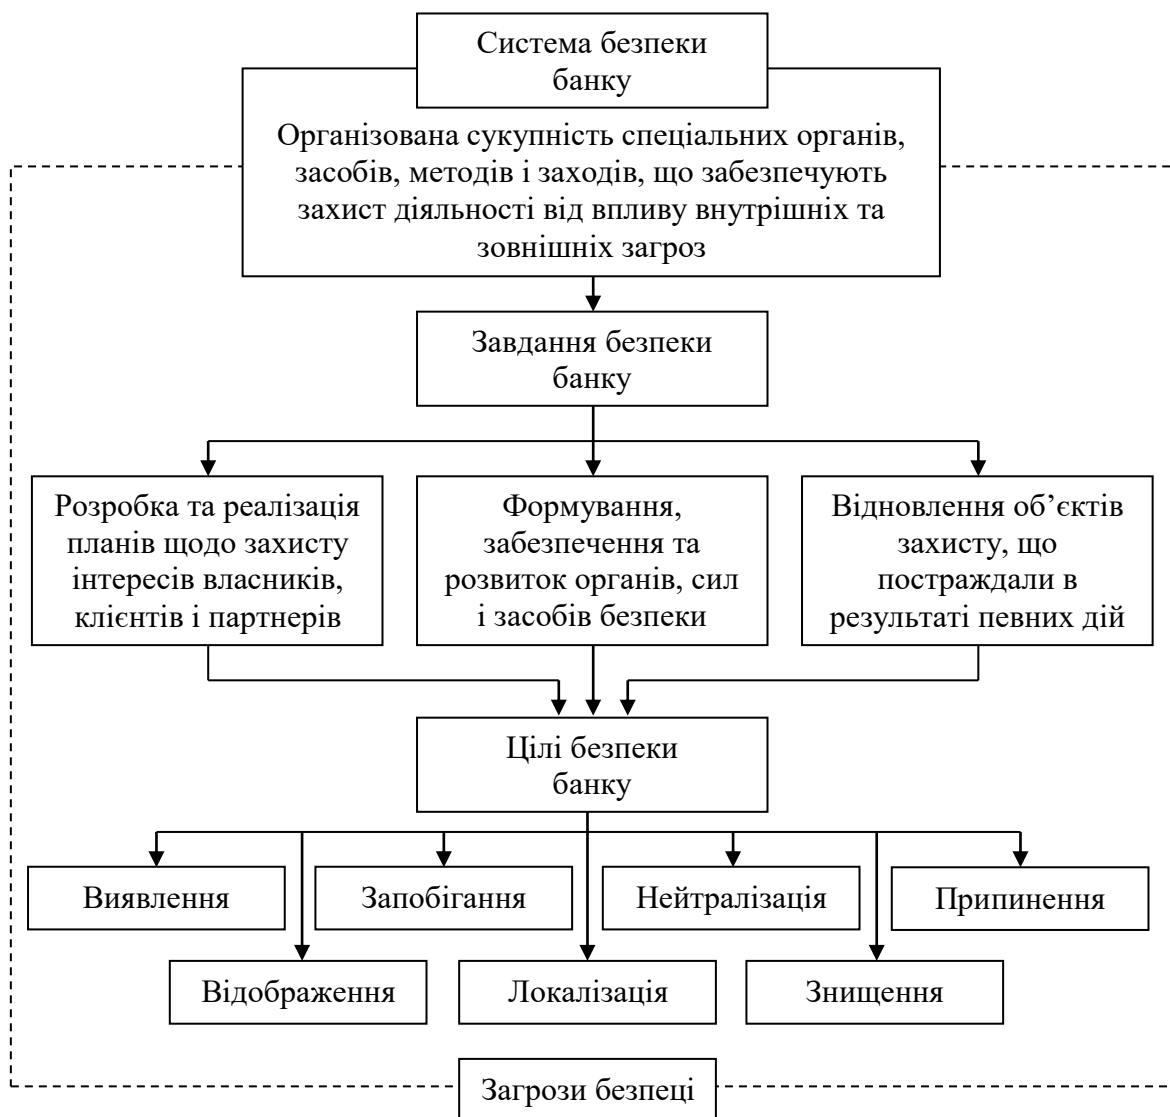 Система безпеки
банку
Організована сукупність спеціальних органів,
засобів, методів і заходів, що забезпечують
захист діяльності від впливу внутрішніх та
зовнішніх загроз
Завдання безпеки
банку
Розробка та реалізація
планів щодо захисту
інтересів власників,
клієнтів і партнерів
Формування,
забезпечення та
розвиток органів, сил
і засобів безпеки
Відновлення об’єктів
захисту, що
постраждали в
результаті певних дій
Цілі безпеки
банку
Виявлення
Запобігання
Нейтралізація
Припинення
Відображення
Локалізація
Знищення
Загрози безпеці